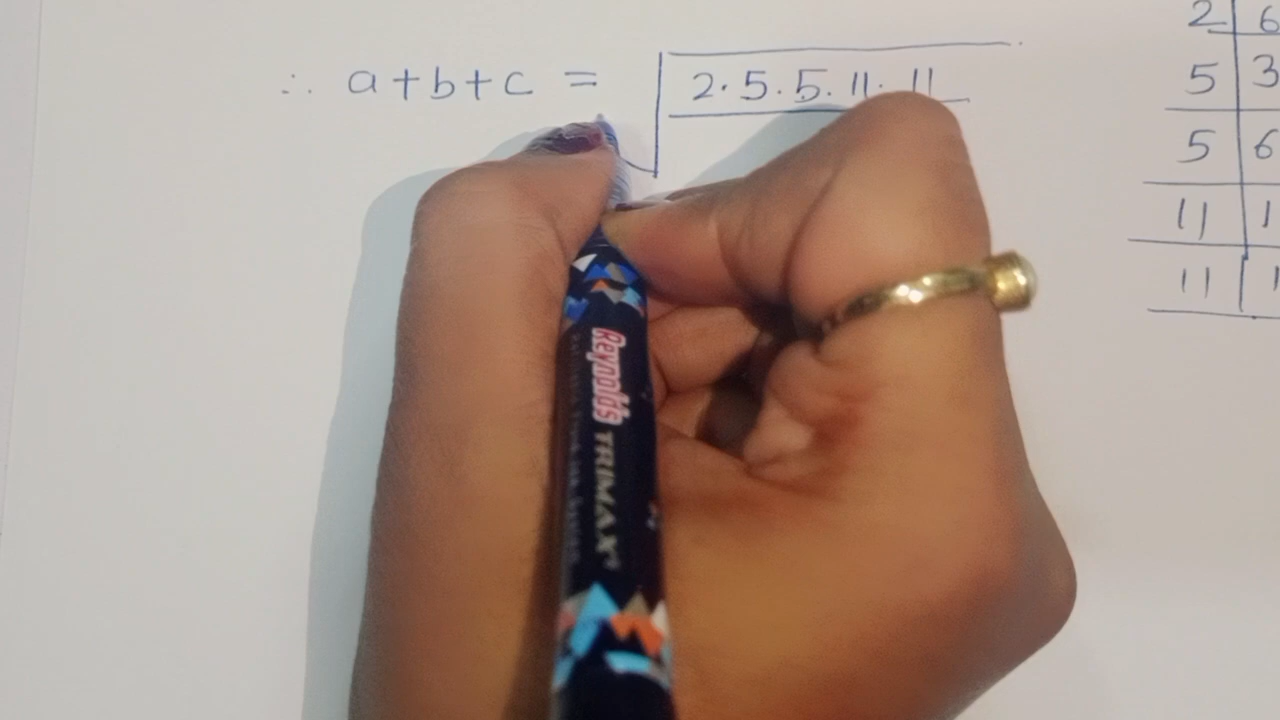 ∴ a+b+c = √2·5·5·11·11
2 | 6
5 | 3
5 | 6
11 | 1
11 | 1
Reynolds TRIMAX